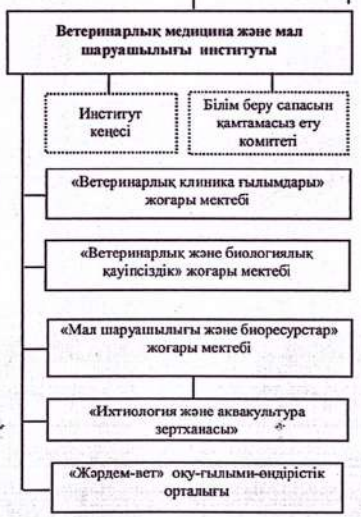 Ветеринарлық медицина және мал
шаруашылығы институты
Институт
кеңесі
Білім беру сапасын
қамтамасыз ету
комитеті
«Ветеринарлық клиника ғылымдары»
жоғары мектебі
«Ветеринарлық және биологиялық
қауіпсіздік» жоғары мектебі
«Мал шаруашылығы және биоресурстар»
жоғары мектебі
«Ихтиология және аквакультура
зертханасы»
«Жәрдем-вет» оқу-ғылыми-өндірістік
орталығы